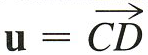 𝐮 = $\overrightarrow{CD}$